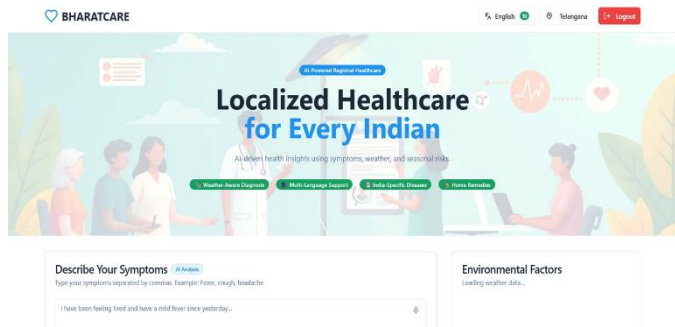 BHARATCARE
English
Telangana
Logout
AI-Powered Regional Healthcare
Localized Healthcare
for Every Indian
AI-driven health insights using symptoms, weather, and seasonal risks.
Weather-Aware Diagnosis
Multi-Language Support
India-Specific Diseases
Home Remedies
Describe Your Symptoms
AI Analysis
Type your symptoms separated by commas. Example: Fever, cough, headache
I have been feeling tired and have a mild fever since yesterday...
Environmental Factors
Loading weather data...